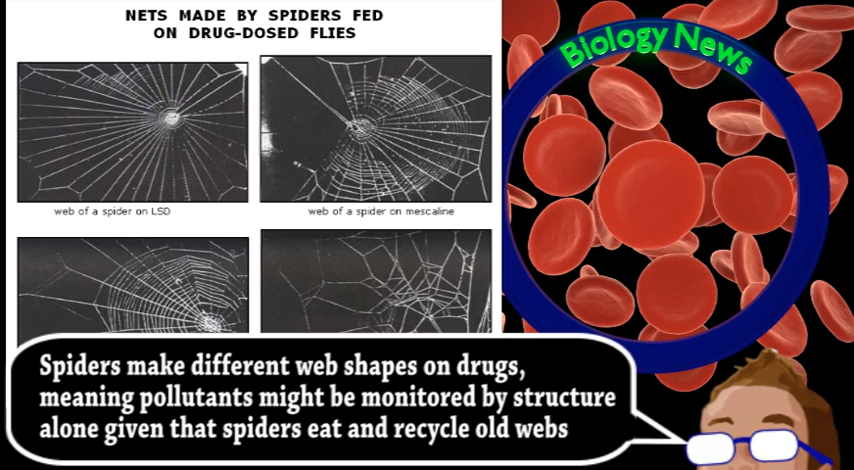 NETS MADE BY SPIDERS FED
ON DRUG-DOSED FLIES
web of a spider on LSD
web of a spider on mescaline
Biology News
Spiders make different web shapes on drugs,
meaning pollutants might be monitored by structure
alone given that spiders eat and recycle old webs